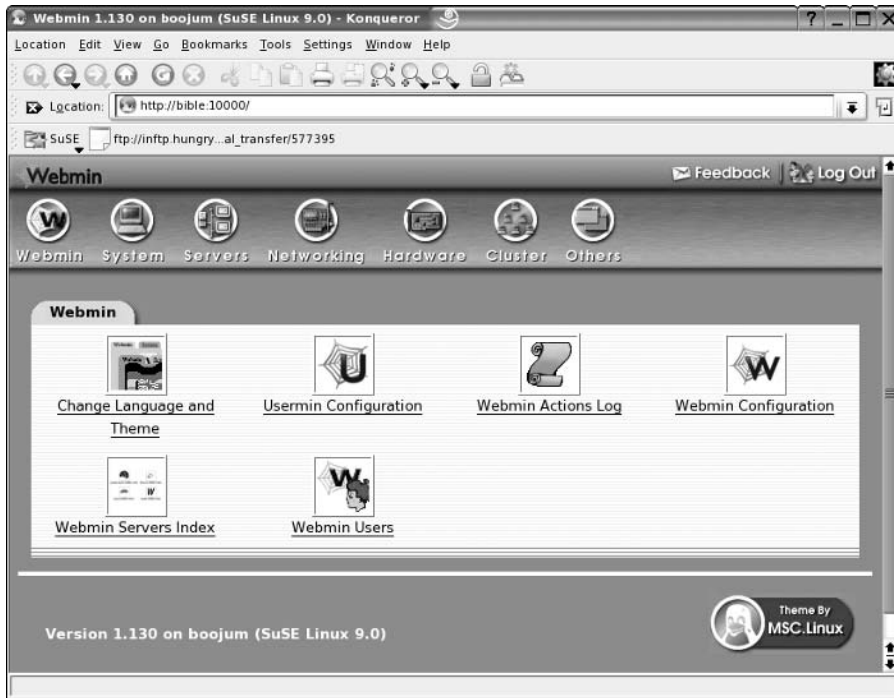 Webmin 1.130 on boojum (SuSE Linux 9.0) - Konqueror
Location Edit View Go Bookmarks Tools Settings Window Help
Location: http://bible:10000/
SuSE ftp://inftp.hungry...al_transfer/577395
Webmin Feedback Log Out
Webmin System Servers Networking Hardware Cluster Others
Webmin
Change Language and Theme
Usermin Configuration
Webmin Actions Log
Webmin Configuration
Webmin Servers Index
Webmin Users
Version 1.130 on boojum (SuSE Linux 9.0)
Theme By
MSC.Linux